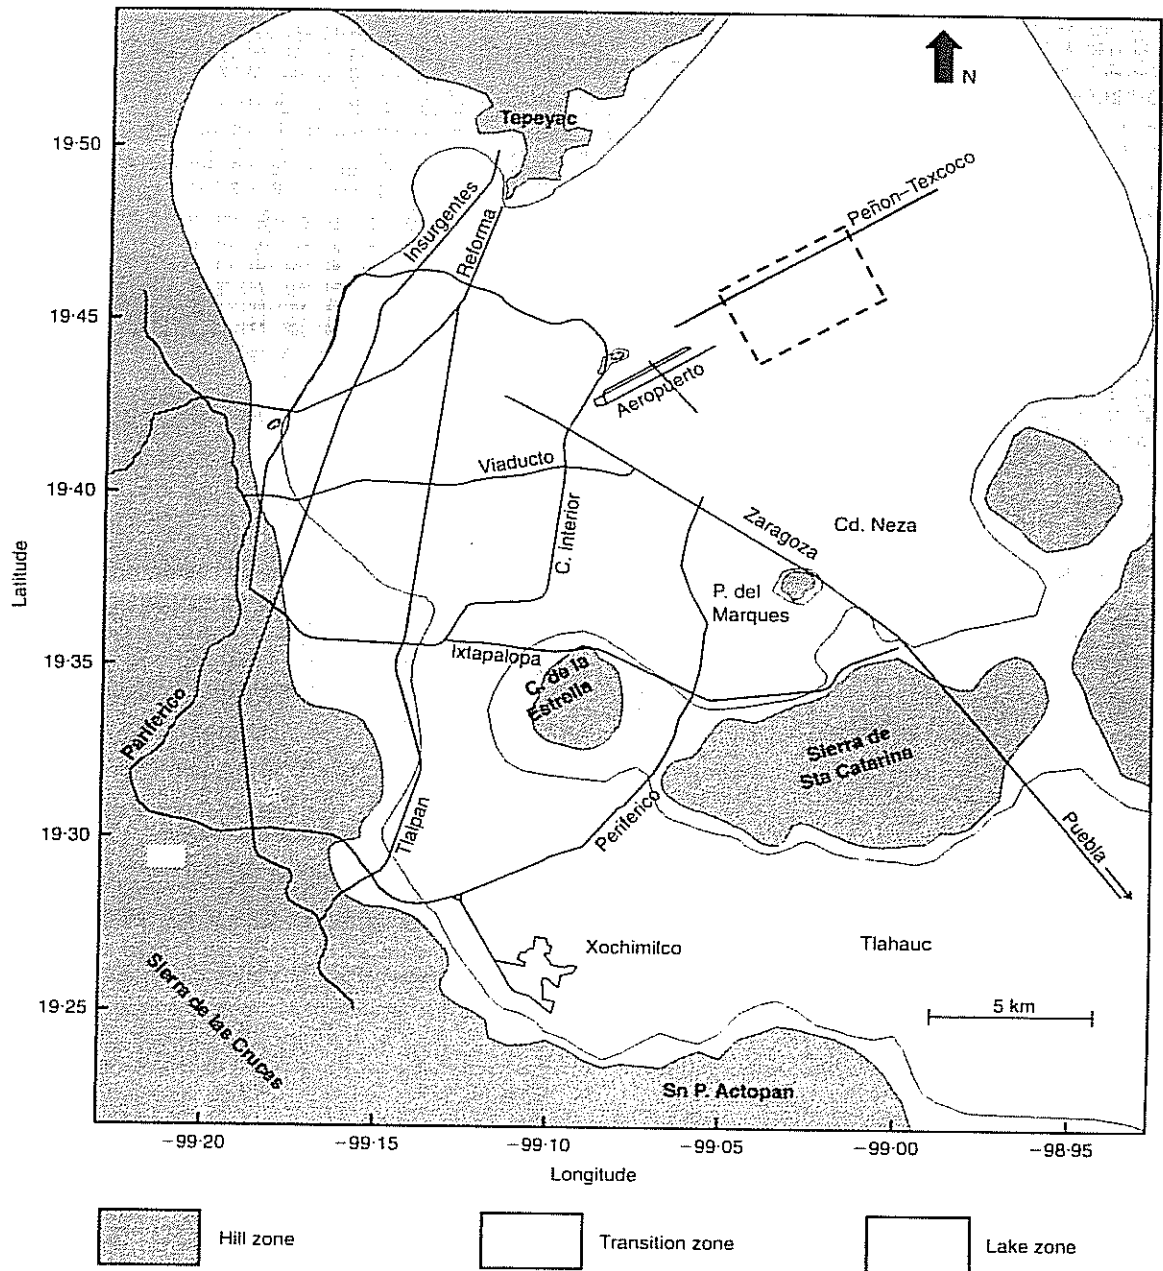 N
Tepeyac
19·50
Insurgentes
Reforma
Peñon–Texcoco
19·45
Aeropuerto
Viaducto
19·40
C. Interior
Zaragoza
Cd. Neza
P. del
Marques
Latitude
19·35
Ixtapalopa
C. de la
Estrella
Pariferico
Sierra de
Sta Catarina
19·30
Tlalpan
Periferico
Puebla
Xochimilco
Tlahauc
Sierra de las Crucas
19·25
5 km
Sn P. Actopan
−99·20
−99·15
−99·10
−99·05
−99·00
−98·95
Longitude
Hill zone
Transition zone
Lake zone